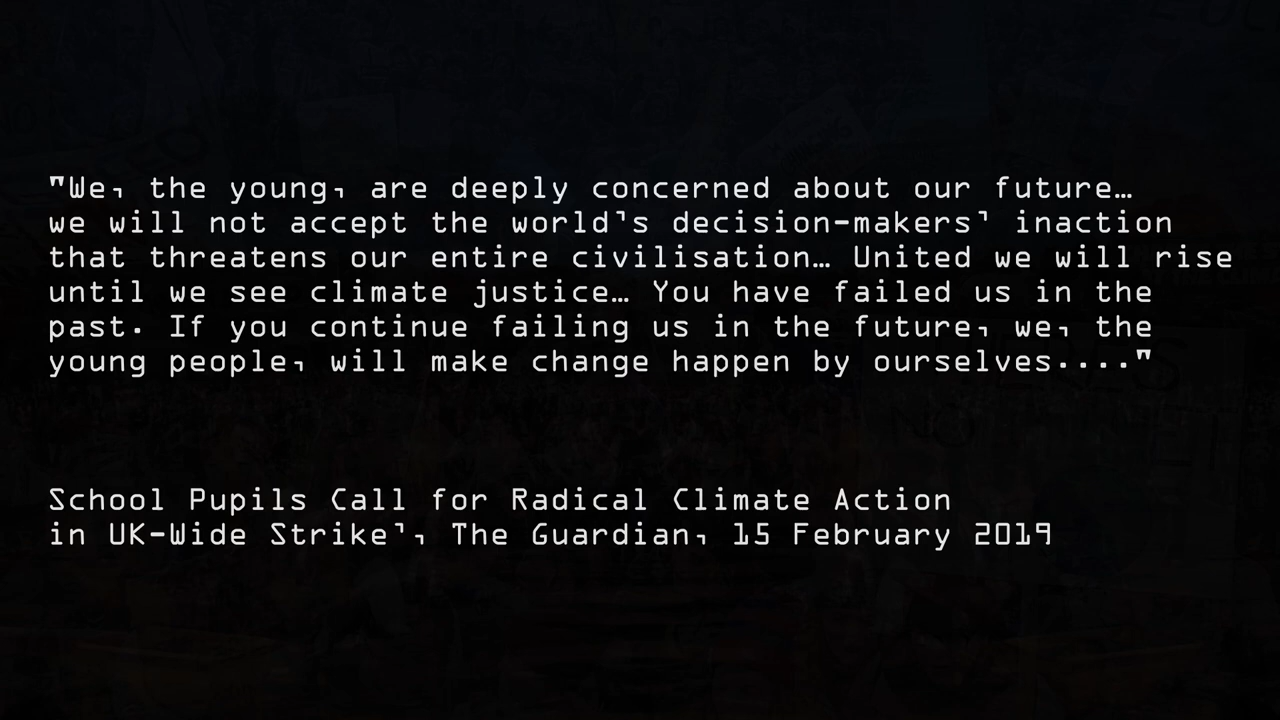 "We, the young, are deeply concerned about our future…
we will not accept the world's decision-makers' inaction
that threatens our entire civilisation… United we will rise
until we see climate justice… You have failed us in the
past. If you continue failing us in the future, we, the
young people, will make change happen by ourselves...."
School Pupils Call for Radical Climate Action
in UK-Wide Strike', The Guardian, 15 February 2019